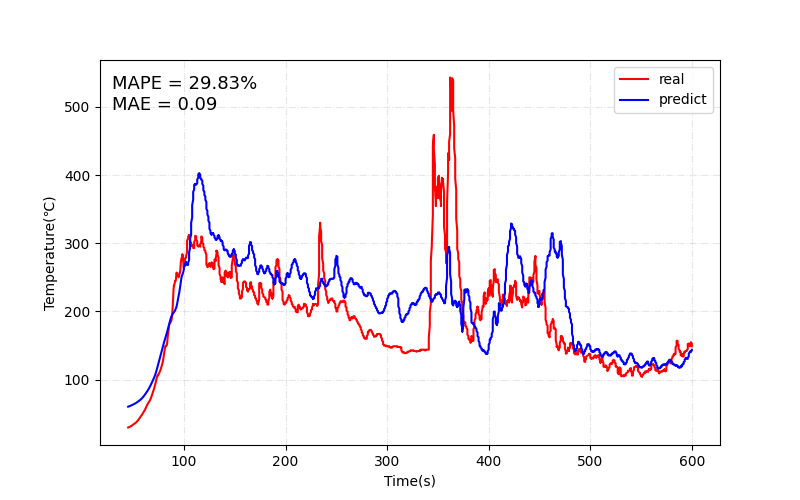 MAPE = 29.83%
MAE = 0.09
real
predict
Temperature(℃)
500
400
300
200
100
100 200 300 400 500 600
Time(s)